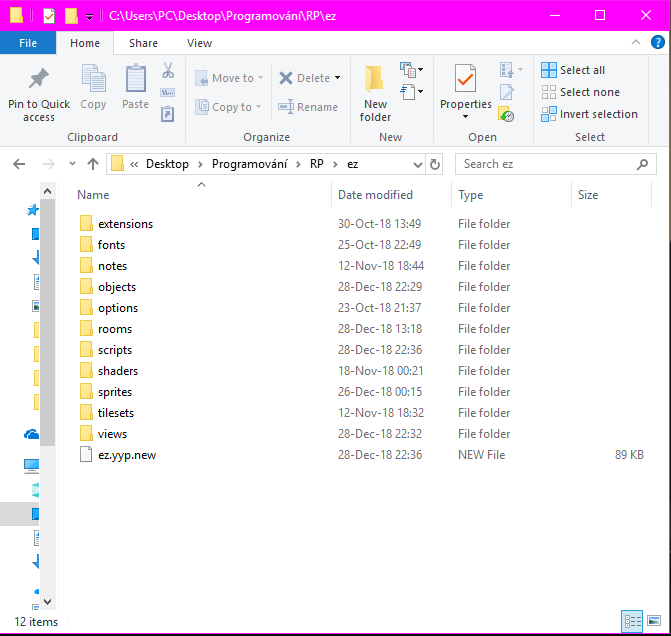 C:\Users\PC\Desktop\Programování\RP\ez
File Home Share View
Pin to Quick access
Copy
Paste
Clipboard
Move to
Copy to
Delete
Rename
Organize
New folder
New
Properties
Open
Select all
Select none
Invert selection
Select
« Desktop › Programování › RP › ez
Search ez
Name Date modified Type Size
extensions 30-Oct-18 13:49 File folder
fonts 25-Oct-18 22:49 File folder
notes 12-Nov-18 18:44 File folder
objects 28-Dec-18 22:29 File folder
options 23-Oct-18 21:37 File folder
rooms 28-Dec-18 13:18 File folder
scripts 28-Dec-18 22:36 File folder
shaders 18-Nov-18 00:21 File folder
sprites 26-Dec-18 00:15 File folder
tilesets 12-Nov-18 18:32 File folder
views 28-Dec-18 22:32 File folder
ez.yyp.new 28-Dec-18 22:36 NEW File 89 KB
12 items